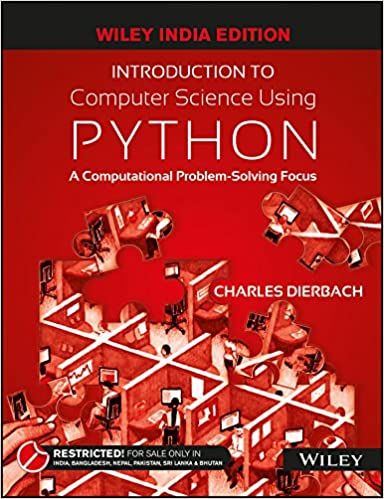 WILEY INDIA EDITION
INTRODUCTION TO
Computer Science Using
PYTHON
A Computational Problem-Solving Focus
CHARLES DIERBACH
RESTRICTED! FOR SALE ONLY IN
INDIA, BANGLADESH, NEPAL, PAKISTAN, SRI LANKA & BHUTAN
WILEY